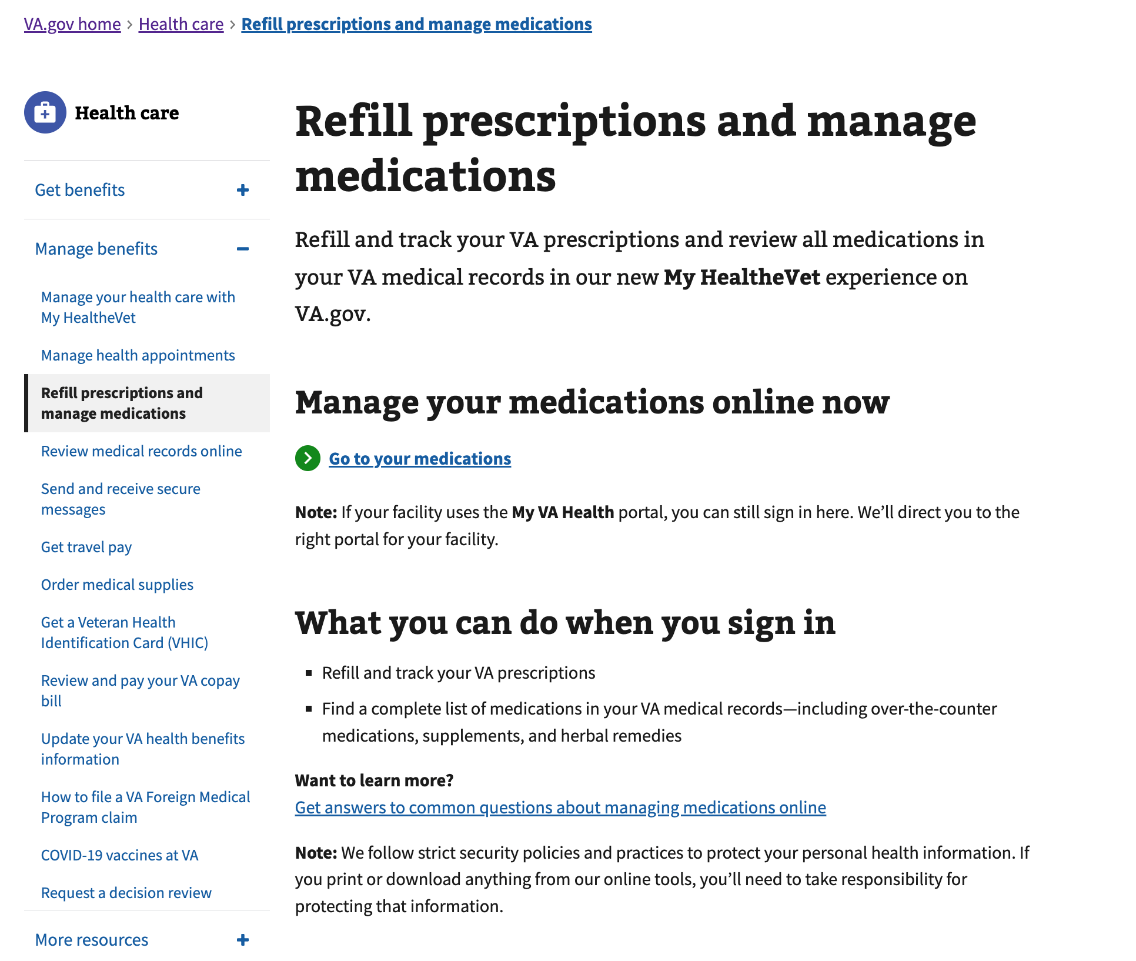 VA.gov home › Health care › Refill prescriptions and manage medications
Health care
Get benefits
Manage benefits
Manage your health care with
My HealtheVet
Manage health appointments
Refill prescriptions and
manage medications
Review medical records online
Send and receive secure
messages
Get travel pay
Order medical supplies
Get a Veteran Health
Identification Card (VHIC)
Review and pay your VA copay
bill
Update your VA health benefits
information
How to file a VA Foreign Medical
Program claim
COVID-19 vaccines at VA
Request a decision review
More resources
Refill prescriptions and manage
medications
Refill and track your VA prescriptions and review all medications in
your VA medical records in our new My HealtheVet experience on
VA.gov.
Manage your medications online now
Go to your medications
Note: If your facility uses the My VA Health portal, you can still sign in here. We’ll direct you to the
right portal for your facility.
What you can do when you sign in
▪ Refill and track your VA prescriptions
▪ Find a complete list of medications in your VA medical records—including over-the-counter
medications, supplements, and herbal remedies
Want to learn more?
Get answers to common questions about managing medications online
Note: We follow strict security policies and practices to protect your personal health information. If
you print or download anything from our online tools, you’ll need to take responsibility for
protecting that information.